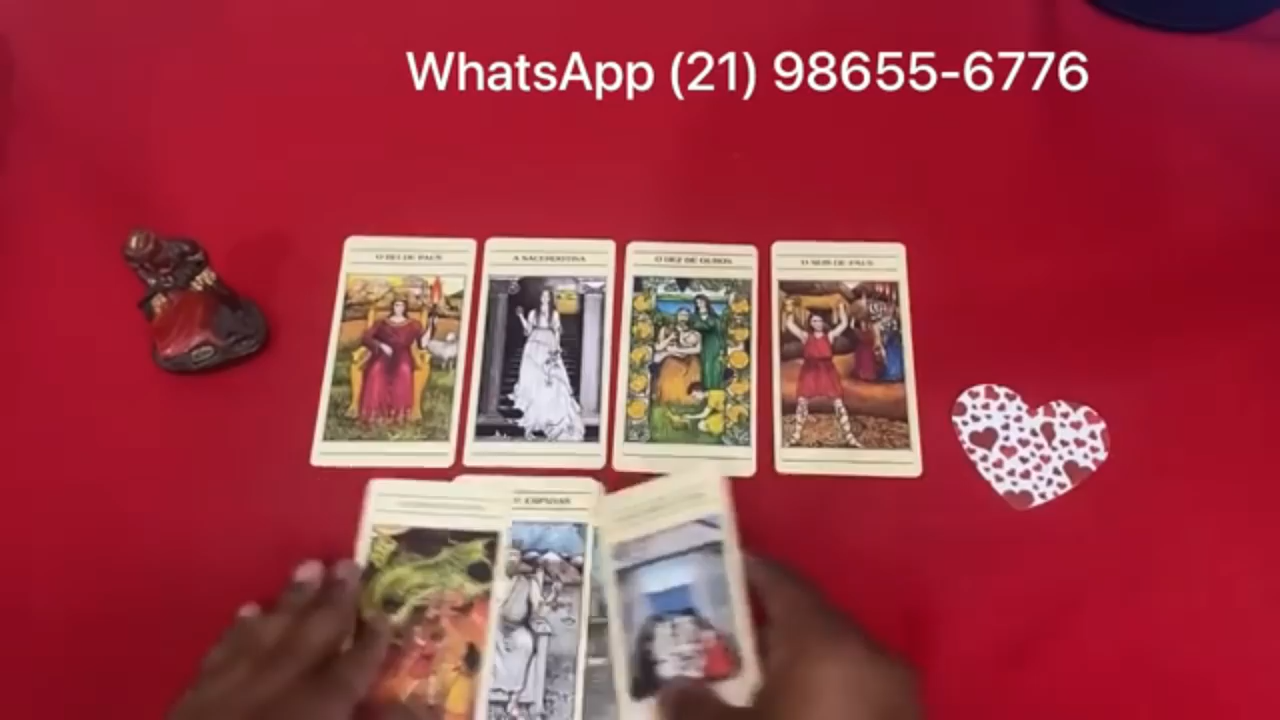 WhatsApp (21) 98655-6776
O REI DE PAUS
A SACERDOTISA
O DEZ DE OUROS
O SEIS DE PAUS